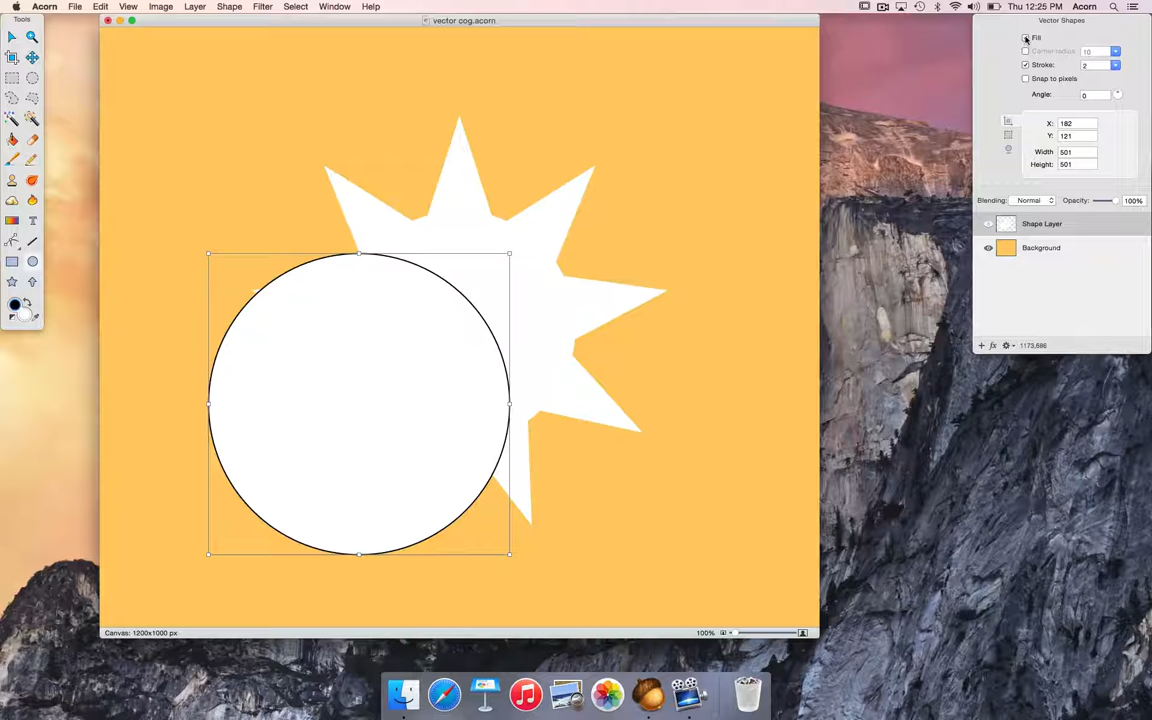 Acorn File Edit View Image Layer Shape Filter Select Window Help
Thu 12:25 PM Acorn
Tools
vector cog.acorn
Vector Shapes
Fill
Corner radius 10
Stroke: 2
Snap to pixels
Angle: 0
X: 182
Y: 121
Width 501
Height: 501
Blending: Normal Opacity: 100%
Shape Layer
Background
fx 1173,686
Canvas: 1200x1000 px
100%